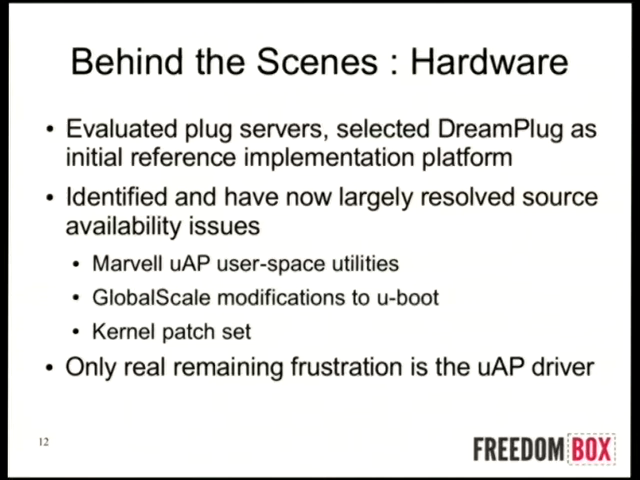 Behind the Scenes : Hardware
• Evaluated plug servers, selected DreamPlug as
initial reference implementation platform
• Identified and have now largely resolved source
availability issues
• Marvell uAP user-space utilities
• GlobalScale modifications to u-boot
• Kernel patch set
• Only real remaining frustration is the uAP driver
12
FREEDOMBOX